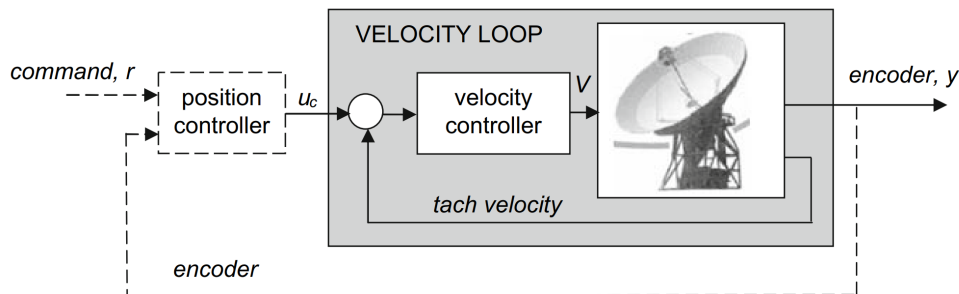 VELOCITY LOOP
command, r
position
controller
u_c
velocity
controller
V
encoder, y
tach velocity
encoder